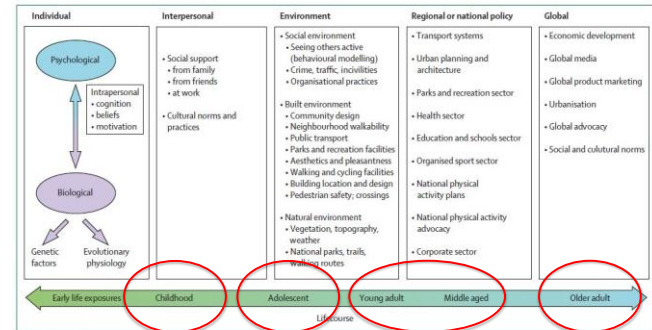 Individual
Psychological
Intrapersonal
• cognition
• beliefs
• motivation
Biological
Genetic
factors
Evolutionary
physiology
Interpersonal
• Social support
• from family
• from friends
• at work
• Cultural norms and
practices
Environment
• Social environment
• Seeing others active
(behavioural modelling)
• Crime, traffic, incivilities
• Organisational practices
• Built environment
• Community design
• Neighbourhood walkability
• Public transport
• Parks and recreation facilities
• Aesthetics and pleasantness
• Walking and cycling facilities
• Building location and design
• Pedestrian safety; crossings
• Natural environment
• Vegetation, topography,
weather
• National parks, trails,
walking routes
Regional or national policy
• Transport systems
• Urban planning and
architecture
• Parks and recreation sector
• Health sector
• Education and schools sector
• Organised sport sector
• National physical
activity plans
• National physical activity
advocacy
• Corporate sector
Global
• Economic development
• Global media
• Global product marketing
• Urbanisation
• Global advocacy
• Social and culutural norms
Early life exposures
Childhood
Adolescent
Young adult
Middle aged
Older adult
Lifecourse